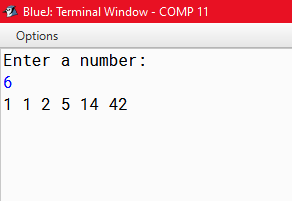 BlueJ: Terminal Window - COMP 11
Options
Enter a number:
6
1 1 2 5 14 42